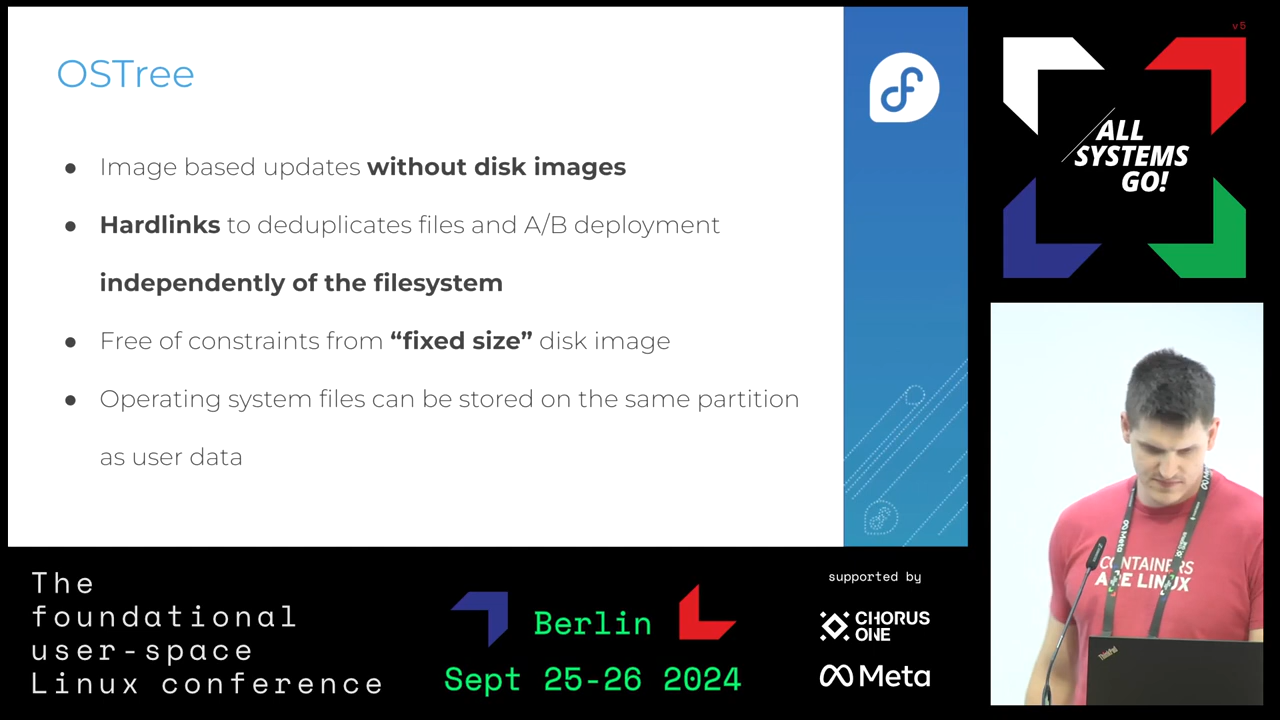 OSTree
● Image based updates without disk images
● Hardlinks to deduplicates files and A/B deployment
independently of the filesystem
● Free of constraints from “fixed size” disk image
● Operating system files can be stored on the same partition
as user data
v5
ALL
SYSTEMS
GO!
Meta
CONTAINERS
ARE LINUX
ThinkPad
The
foundational
user-space
Linux conference
Berlin
Sept 25-26 2024
supported by
CHORUS
ONE
Meta